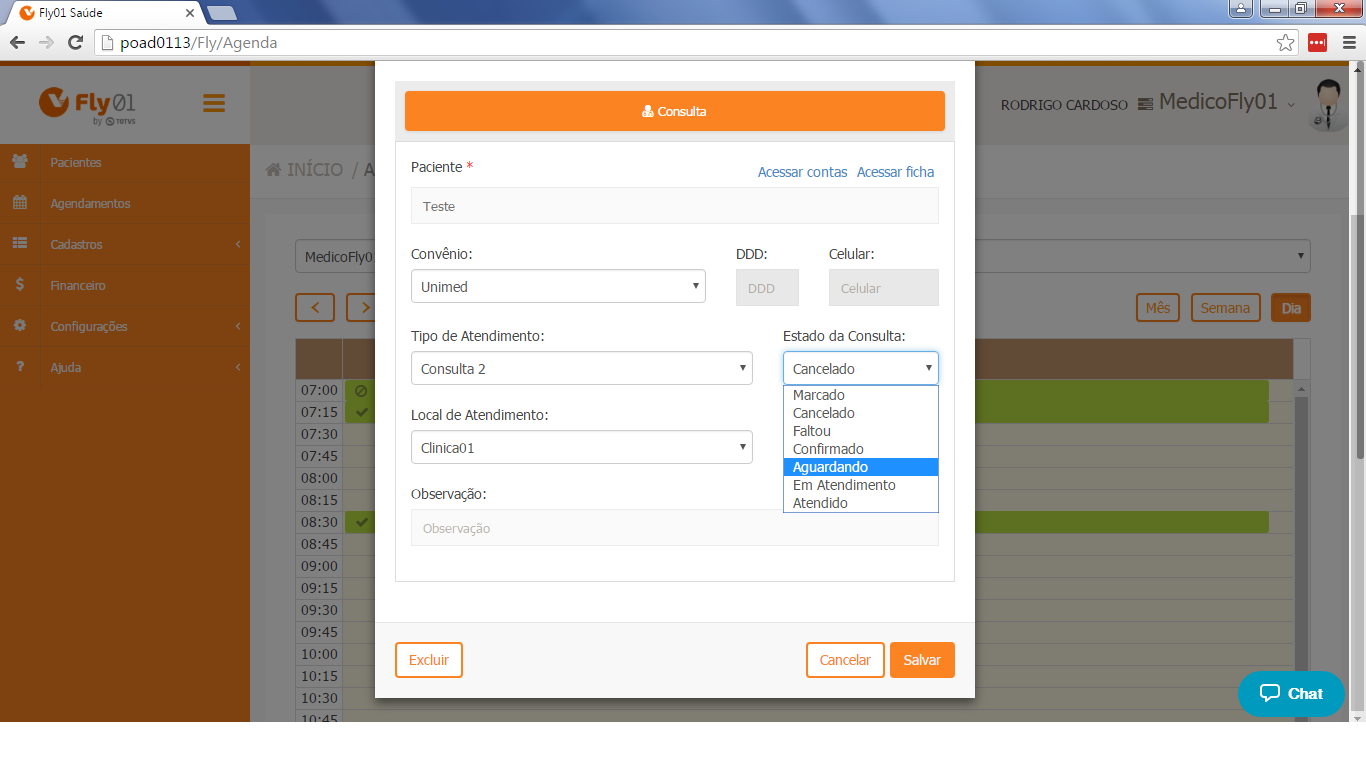 Fly01 Saúde
poad0113/Fly/Agenda
Fly01
by TOTVS
RODRIGO CARDOSO MedicoFly01
Pacientes
Agendamentos
Cadastros
Financeiro
Configurações
Ajuda
INÍCIO / A
MedicoFly0
Mês Semana Dia
07:00
07:15
07:30
07:45
08:00
08:15
08:30
08:45
09:00
09:15
09:30
09:45
10:00
10:15
10:30
10:45
Consulta
Paciente *
Acessar contas Acessar ficha
Teste
Convênio: DDD: Celular:
Unimed DDD Celular
Tipo de Atendimento: Estado da Consulta:
Consulta 2 Cancelado
Marcado
Cancelado
Faltou
Confirmado
Aguardando
Em Atendimento
Atendido
Local de Atendimento:
Clinica01
Observação:
Observação
Excluir Cancelar Salvar
Chat